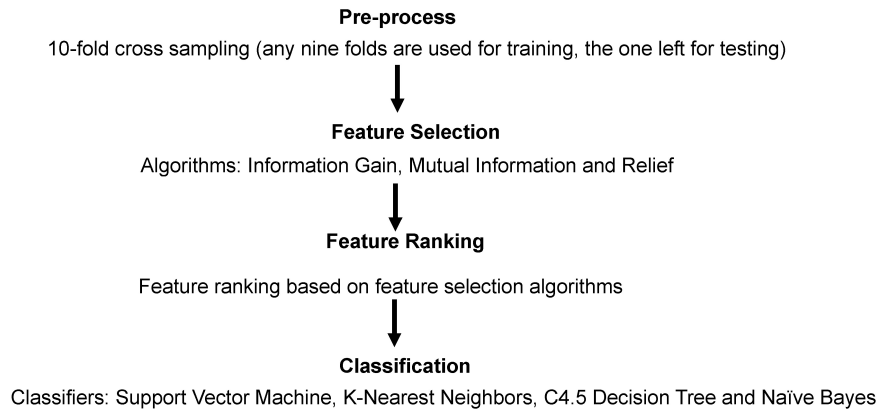 Pre-process
10-fold cross sampling (any nine folds are used for training, the one left for testing)
Feature Selection
Algorithms: Information Gain, Mutual Information and Relief
Feature Ranking
Feature ranking based on feature selection algorithms
Classification
Classifiers: Support Vector Machine, K-Nearest Neighbors, C4.5 Decision Tree and Naïve Bayes